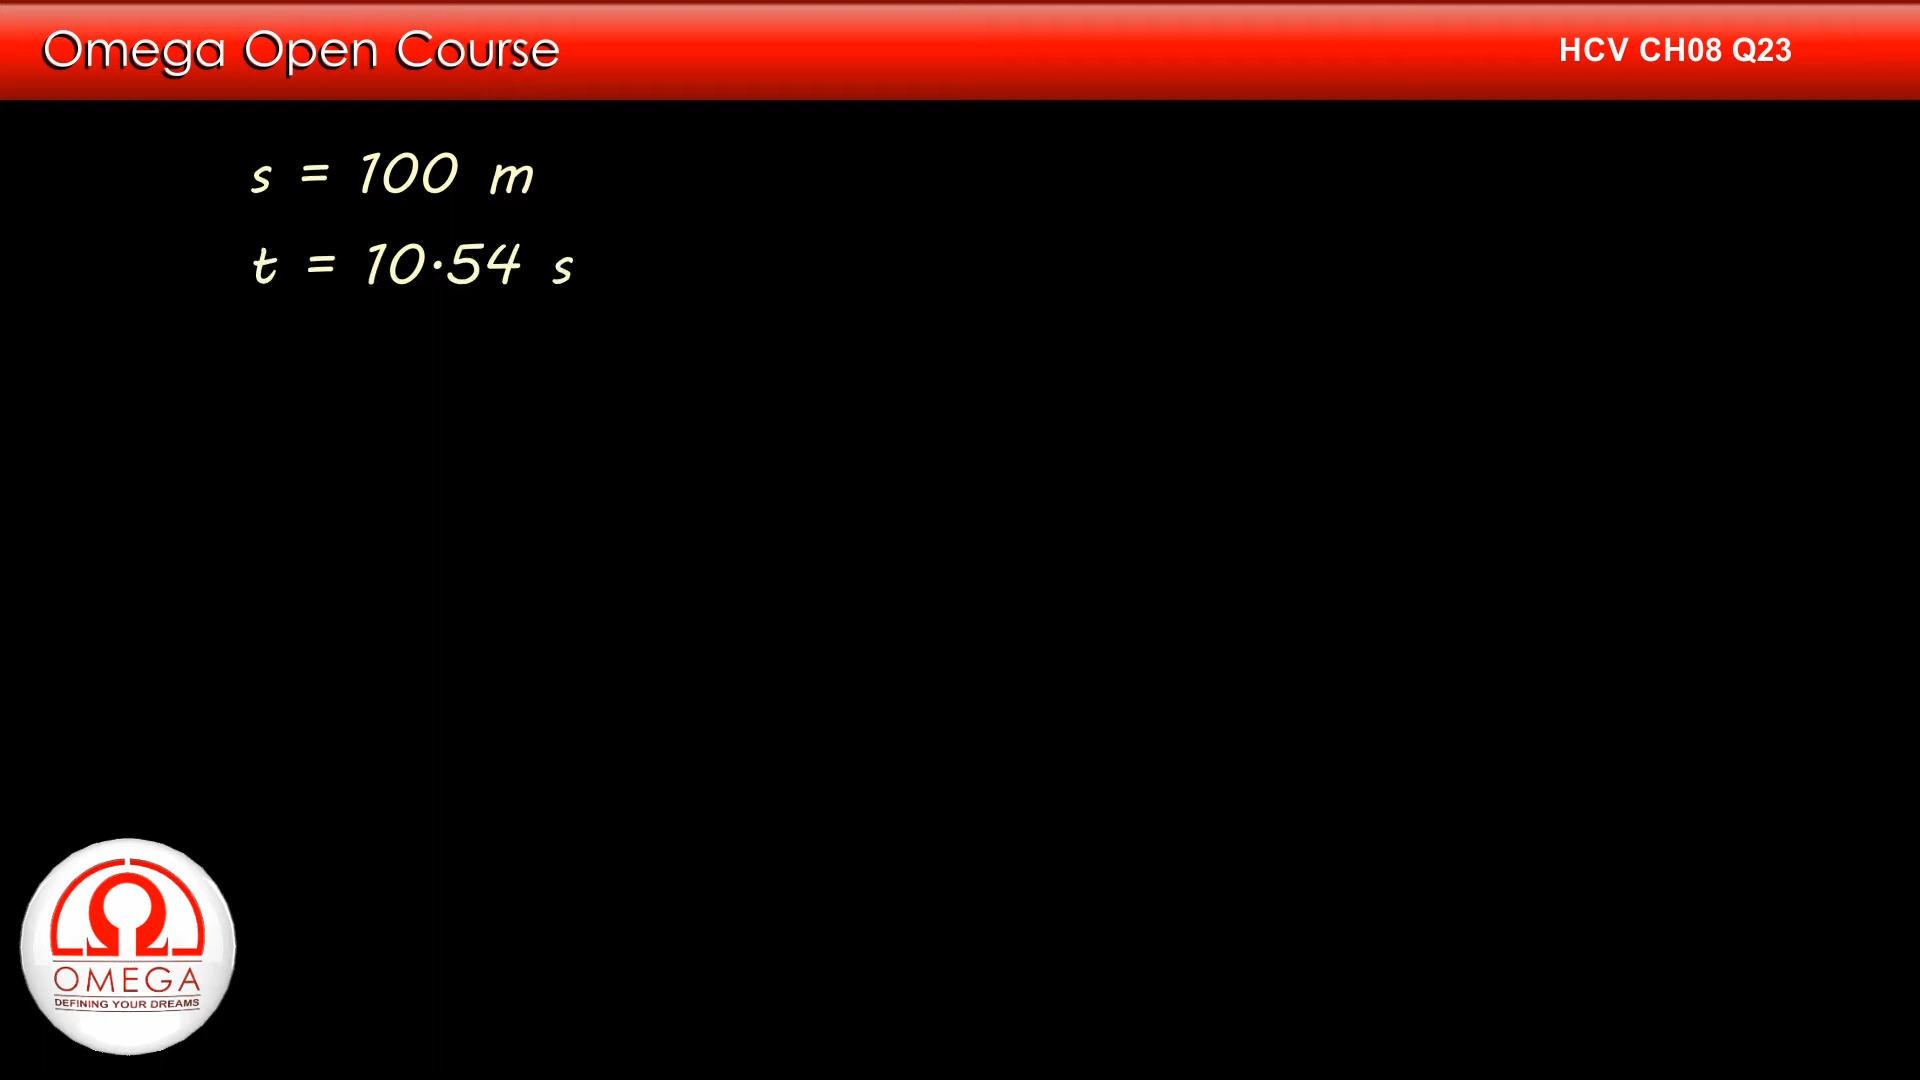 Omega Open Course
HCV CH08 Q23
s = 100 m
t = 10·54 s
OMEGA
DEFINING YOUR DREAMS